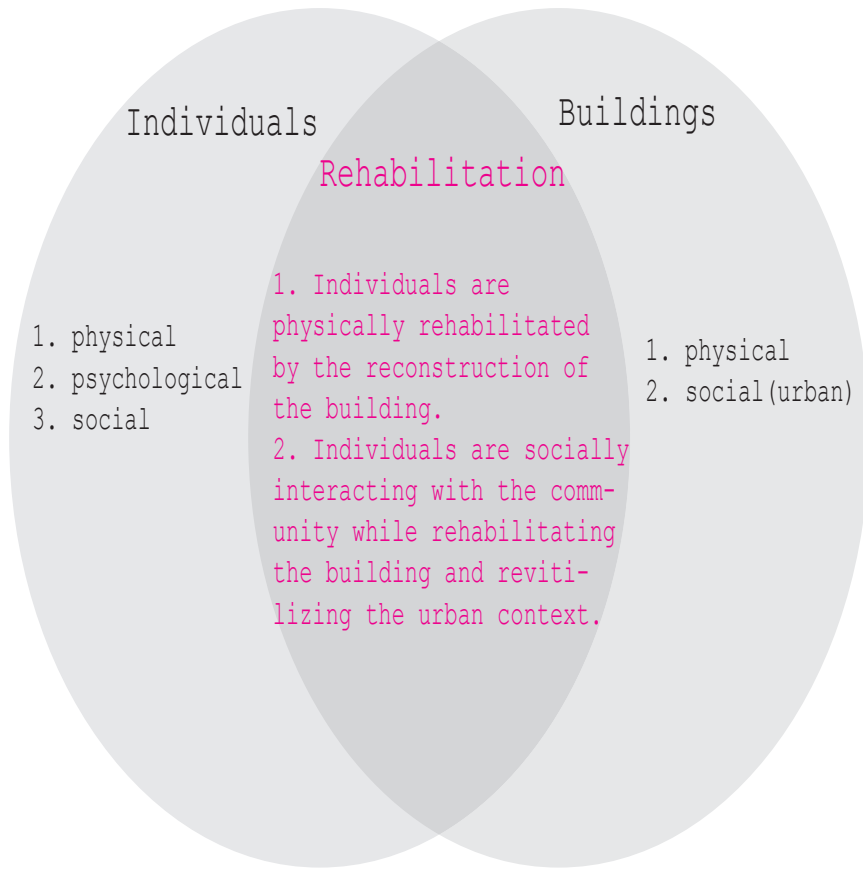 Individuals
Buildings
Rehabilitation
1. physical
2. psychological
3. social
1. Individuals are
physically rehabilitated
by the reconstruction of
the building.
2. Individuals are socially
interacting with the comm-
unity while rehabilitating
the building and reviti-
lizing the urban context.
1. physical
2. social(urban)